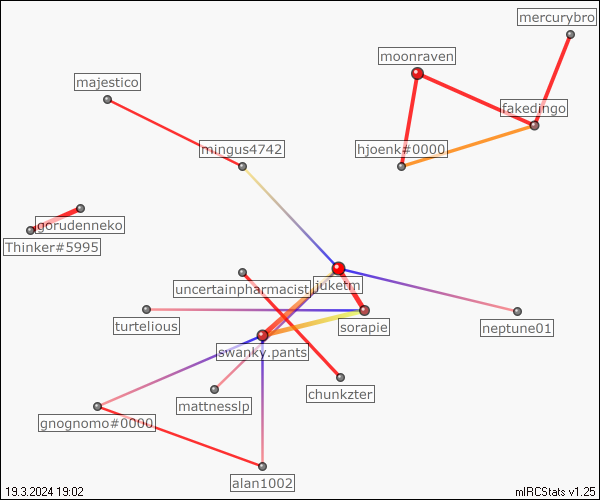 mercurybro
moonraven
majestico
fakedingo
mingus4742
hjoenk#0000
gorudenneko
Thinker#5995
uncertainpharmacist
juketm
turtelious
sorapie
neptune01
swanky.pants
chunkzter
mattnesslp
gnognomo#0000
alan1002
19.3.2024 19:02
mIRCStats v1.25